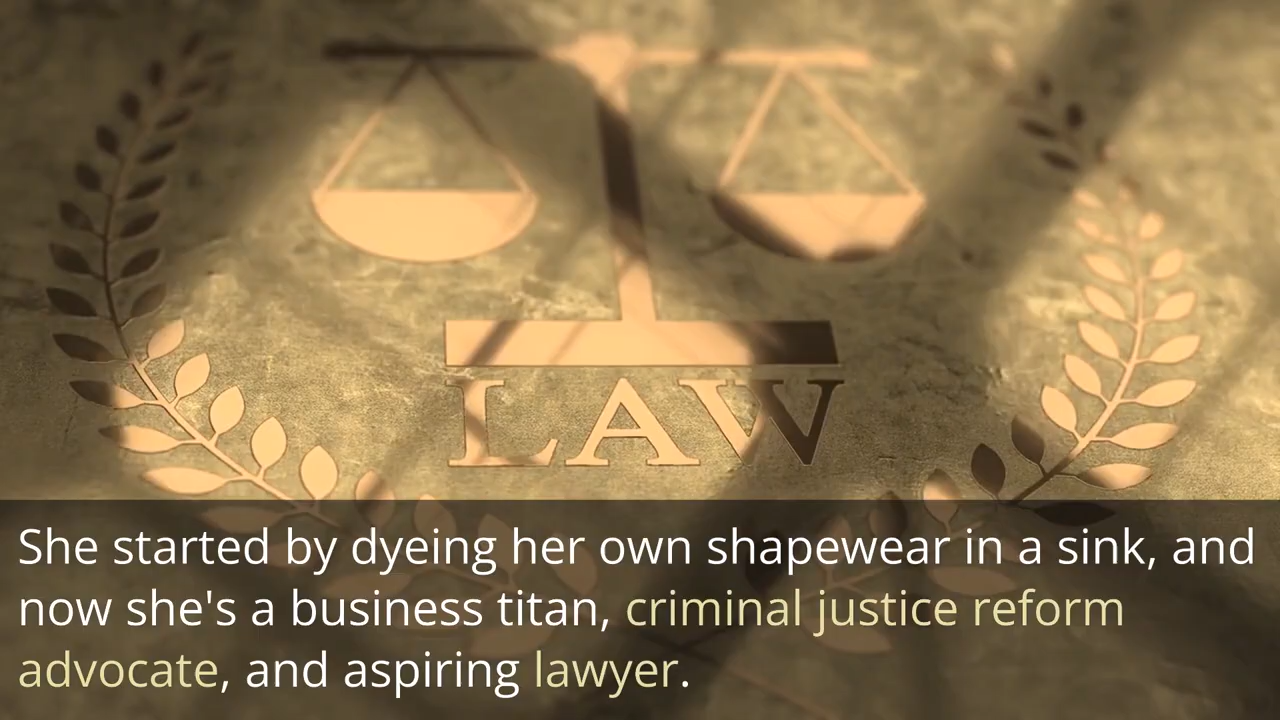 LAW
She started by dyeing her own shapewear in a sink, and
now she's a business titan, criminal justice reform
advocate, and aspiring lawyer.